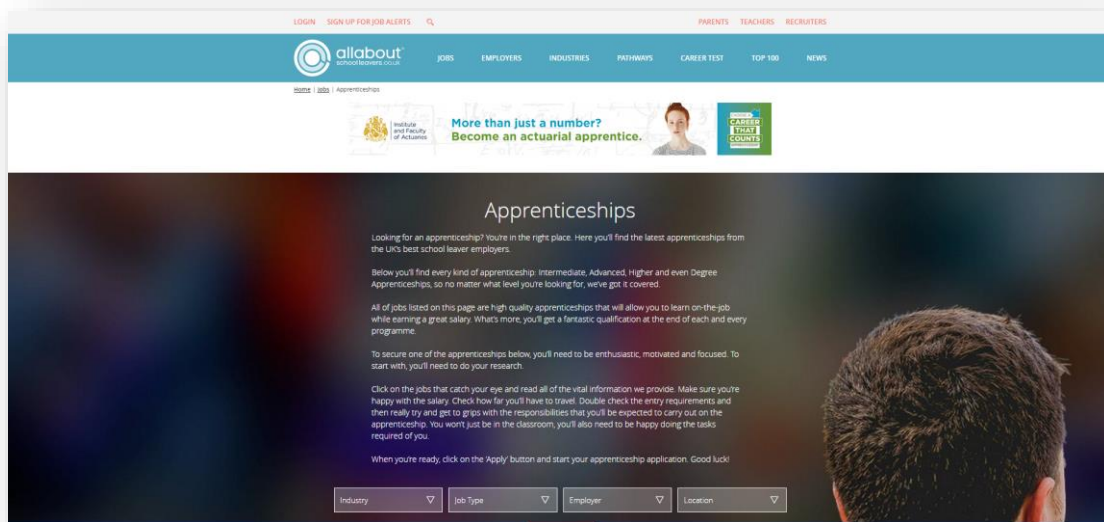 LOGIN SIGN UP FOR JOB ALERTS
PARENTS TEACHERS RECRUITERS
allabout
schoolleavers.co.uk
JOBS EMPLOYERS INDUSTRIES PATHWAYS CAREER TEST TOP 100 NEWS
Home | Jobs | Apprenticeships
Institute
and Faculty
of Actuaries
More than just a number?
Become an actuarial apprentice.
CAREER
THAT
COUNTS
Apprenticeships
Looking for an apprenticeship? You're in the right place. Here you'll find the latest apprenticeships from
the UK's best school leaver employers.
Below you'll find every kind of apprenticeship: Intermediate, Advanced, Higher and even Degree
Apprenticeships, so no matter what level you're looking for, we've got it covered.
All of jobs listed on this page are high quality apprenticeships that will allow you to learn on-the-job
while earning a great salary. What's more, you'll get a fantastic qualification at the end of each and every
programme.
To secure one of the apprenticeships below, you'll need to be enthusiastic, motivated and focused. To
start with, you'll need to do your research.
Click on the jobs that catch your eye and read all of the vital information we provide. Make sure you're
happy with the salary. Check how far you'll have to travel. Double check the entry requirements and
then really try and get to grips with the responsibilities that you'll be expected to carry out on the
apprenticeship. You won't just be in the classroom, you'll also need to be happy doing the tasks
required of you.
When you're ready, click on the 'Apply' button and start your apprenticeship application. Good luck!
Industry Job Type Employer Location